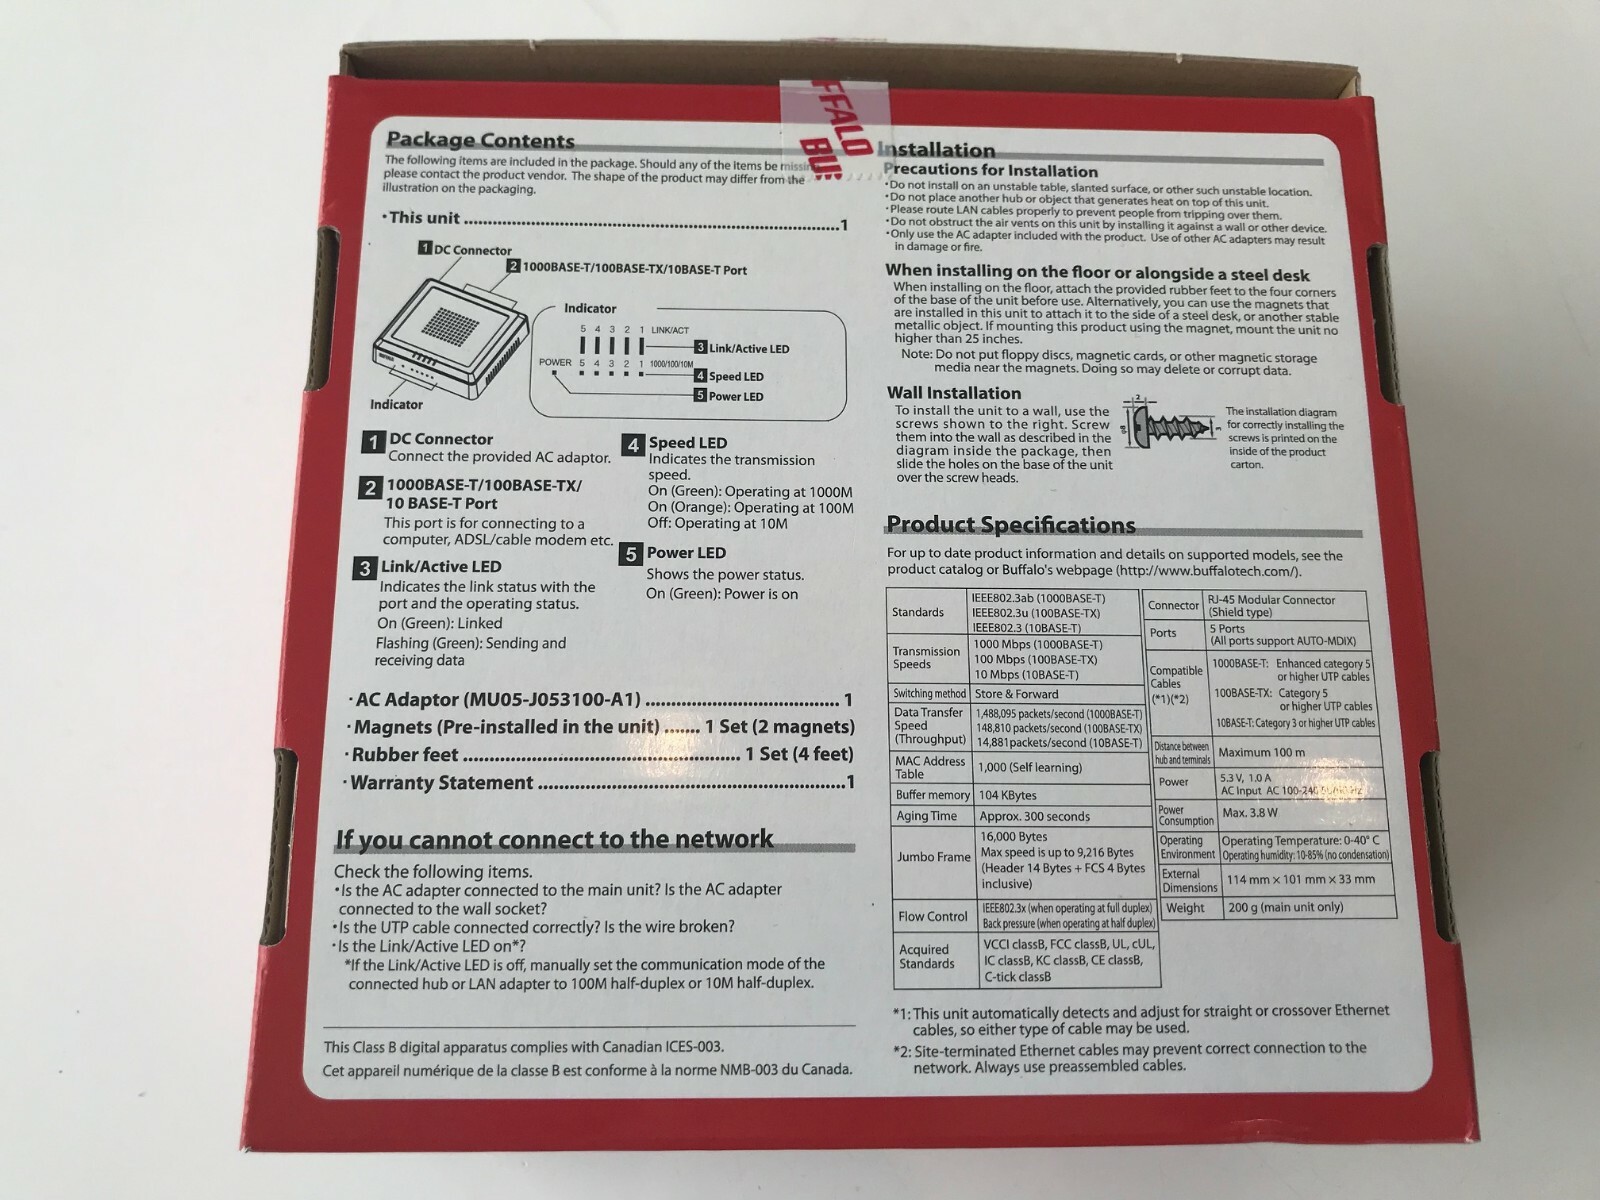 FFALO
BU
Package Contents
The following items are included in the package. Should any of the items be missin
please contact the product vendor. The shape of the product may differ from the
illustration on the packaging.
·This unit ................................................................1
1 DC Connector
2 1000BASE-T/100BASE-TX/10BASE-T Port
Indicator
5 4 3 2 1 LINK/ACT
3 Link/Active LED
POWER 5 4 3 2 1 1000/100/10M
4 Speed LED
5 Power LED
Indicator
1 DC Connector
Connect the provided AC adaptor.
2 1000BASE-T/100BASE-TX/
10 BASE-T Port
This port is for connecting to a
computer, ADSL/cable modem etc.
3 Link/Active LED
Indicates the link status with the
port and the operating status.
On (Green): Linked
Flashing (Green): Sending and
receiving data
4 Speed LED
Indicates the transmission
speed.
On (Green): Operating at 1000M
On (Orange): Operating at 100M
Off: Operating at 10M
5 Power LED
Shows the power status.
On (Green): Power is on
·AC Adaptor (MU05-J053100-A1) .................................. 1
·Magnets (Pre-installed in the unit) ....... 1 Set (2 magnets)
·Rubber feet ................................................ 1 Set (4 feet)
·Warranty Statement .......................................................1
If you cannot connect to the network
Check the following items.
·Is the AC adapter connected to the main unit? Is the AC adapter
connected to the wall socket?
·Is the UTP cable connected correctly? Is the wire broken?
·Is the Link/Active LED on*?
*If the Link/Active LED is off, manually set the communication mode of the
connected hub or LAN adapter to 100M half-duplex or 10M half-duplex.
This Class B digital apparatus complies with Canadian ICES-003.
Cet appareil numérique de la classe B est conforme à la norme NMB-003 du Canada.
Installation
Precautions for Installation
·Do not install on an unstable table, slanted surface, or other such unstable location.
·Do not place another hub or object that generates heat on top of this unit.
·Please route LAN cables properly to prevent people from tripping over them.
·Do not obstruct the air vents on this unit by installing it against a wall or other device.
·Only use the AC adapter included with the product. Use of other AC adapters may result
in damage or fire.
When installing on the floor or alongside a steel desk
When installing on the floor, attach the provided rubber feet to the four corners
of the base of the unit before use. Alternatively, you can use the magnets that
are installed in this unit to attach it to the side of a steel desk, or another stable
metallic object. If mounting this product using the magnet, mount the unit no
higher than 25 inches.
Note: Do not put floppy discs, magnetic cards, or other magnetic storage
media near the magnets. Doing so may delete or corrupt data.
Wall Installation
To install the unit to a wall, use the
screws shown to the right. Screw
them into the wall as described in the
diagram inside the package, then
slide the holes on the base of the unit
over the screw heads.
2
φ8
3
The installation diagram
for correctly installing the
screws is printed on the
inside of the product
carton.
Product Specifications
For up to date product information and details on supported models, see the
product catalog or Buffalo's webpage (http://www.buffalotech.com/).
Standards
IEEE802.3ab (1000BASE-T)
IEEE802.3u (100BASE-TX)
IEEE802.3 (10BASE-T)
Transmission
Speeds
1000 Mbps (1000BASE-T)
100 Mbps (100BASE-TX)
10 Mbps (10BASE-T)
Switching method Store & Forward
Data Transfer
Speed
(Throughput)
1,488,095 packets/second (1000BASE-T)
148,810 packets/second (100BASE-TX)
14,881packets/second (10BASE-T)
MAC Address
Table
1,000 (Self learning)
Buffer memory 104 KBytes
Aging Time Approx. 300 seconds
Jumbo Frame
16,000 Bytes
Max speed is up to 9,216 Bytes
(Header 14 Bytes + FCS 4 Bytes
inclusive)
Flow Control
IEEE802.3x (when operating at full duplex)
Back pressure (when operating at half duplex)
Acquired
Standards
VCCI classB, FCC classB, UL, cUL,
IC classB, KC classB, CE classB,
C-tick classB
Connector
RJ-45 Modular Connector
(Shield type)
Ports
5 Ports
(All ports support AUTO-MDIX)
Compatible
Cables
(*1)(*2)
1000BASE-T: Enhanced category 5
or higher UTP cables
100BASE-TX: Category 5
or higher UTP cables
10BASE-T: Category 3 or higher UTP cables
Distance between
hub and terminals
Maximum 100 m
Power
5.3 V, 1.0 A
AC Input AC 100-240
Power
Consumption
Max. 3.8 W
Operating
Environment
Operating Temperature: 0-40° C
Operating humidity: 10-85% (no condensation)
External
Dimensions
114 mm × 101 mm × 33 mm
Weight 200 g (main unit only)
*1: This unit automatically detects and adjust for straight or crossover Ethernet
cables, so either type of cable may be used.
*2: Site-terminated Ethernet cables may prevent correct connection to the
network. Always use preassembled cables.